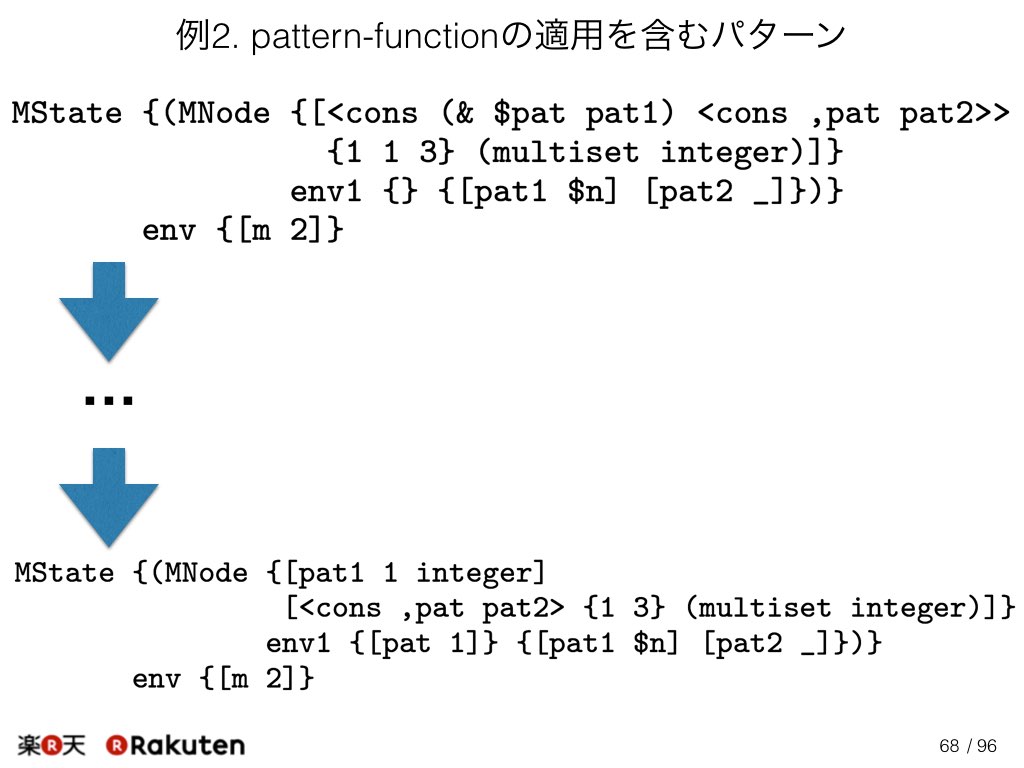 例2. pattern-functionの適用を含むパターン
MState {(MNode {[<cons (& $pat pat1) <cons ,pat pat2>>
{1 1 3} (multiset integer)]}
env1 {} {[pat1 $n] [pat2 _]})}
env {[m 2]}
...
MState {(MNode {[pat1 1 integer]
[<cons ,pat pat2> {1 3} (multiset integer)]}
env1 {[pat 1]} {[pat1 $n] [pat2 _]})}
env {[m 2]}
楽R天 R Rakuten
68 / 96